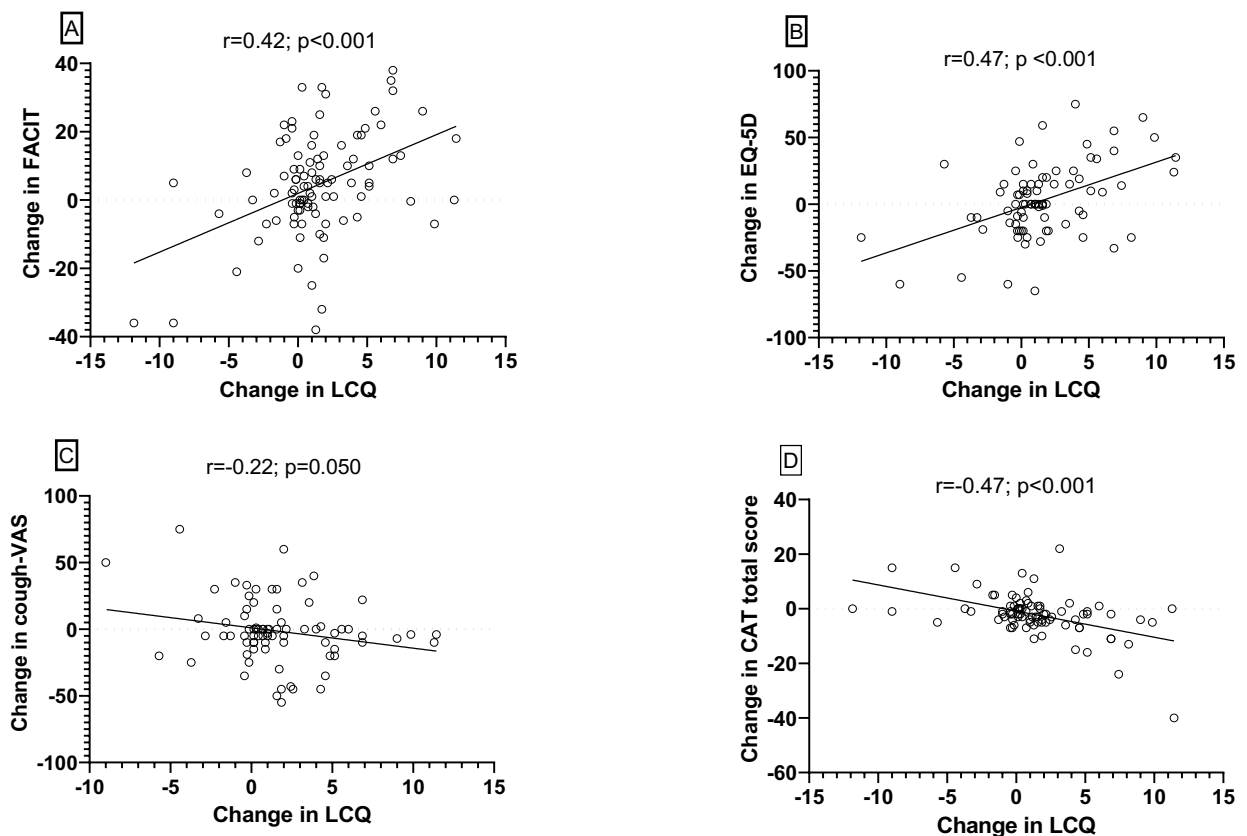 A
r=0.42; p<0.001
40
20
0
-20
-40
Change in FACIT
-15 -10 -5 0 5 10 15
Change in LCQ
B
r=0.47; p <0.001
100
50
0
-50
-100
Change in EQ-5D
-15 -10 -5 0 5 10 15
Change in LCQ
C
r=-0.22; p=0.050
100
50
0
-50
-100
Change in cough-VAS
-10 -5 0 5 10 15
Change in LCQ
D
r=-0.47; p<0.001
40
20
0
-20
-40
-60
Change in CAT total score
-15 -10 -5 0 5 10 15
Change in LCQ